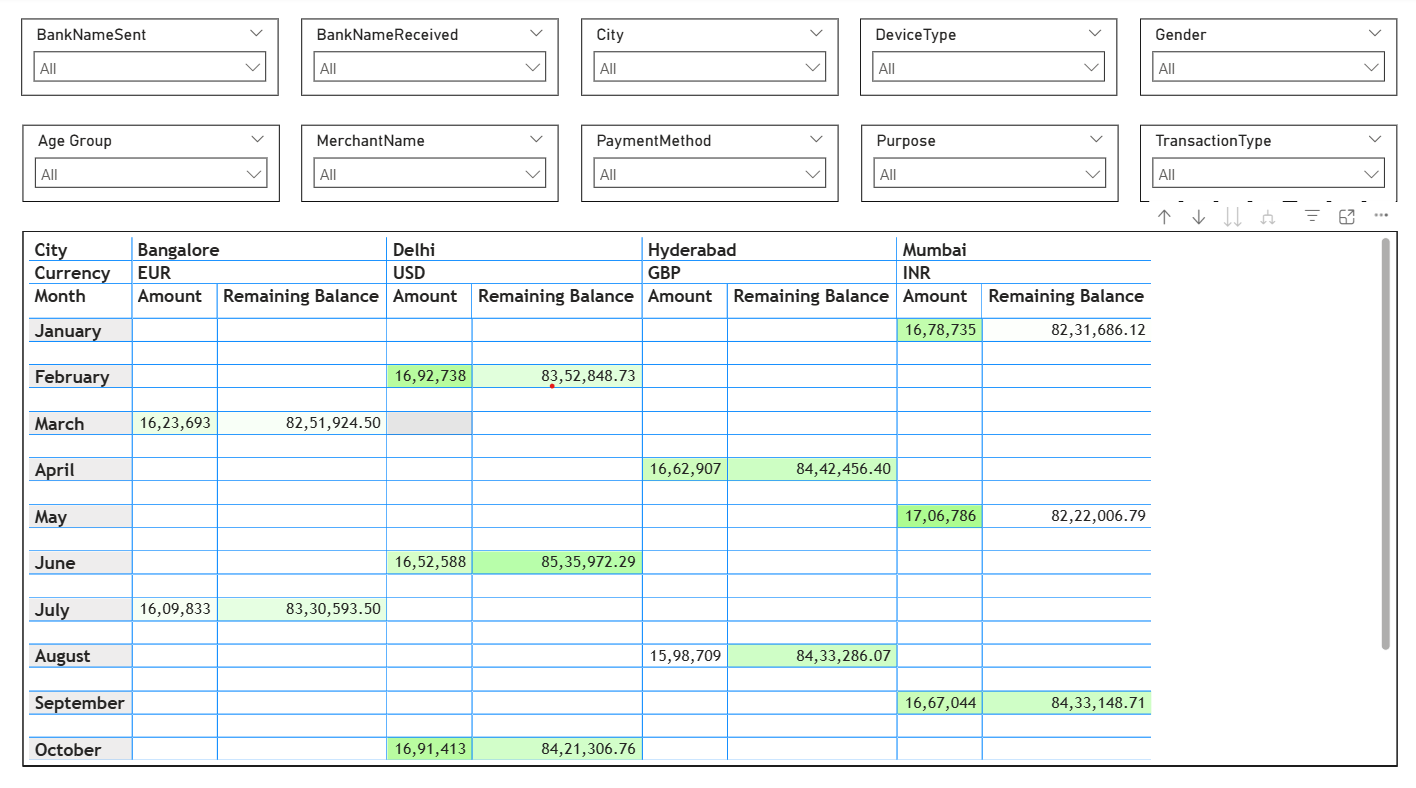 BankNameSent BankNameReceived City DeviceType Gender
All All All All All
Age Group MerchantName PaymentMethod Purpose TransactionType
All All All All All
City Bangalore Delhi Hyderabad Mumbai
Currency EUR USD GBP INR
Month Amount Remaining Balance Amount Remaining Balance Amount Remaining Balance Amount Remaining Balance
January 16,78,735 82,31,686.12
February 16,92,738 83,52,848.73
March 16,23,693 82,51,924.50
April 16,62,907 84,42,456.40
May 17,06,786 82,22,006.79
June 16,52,588 85,35,972.29
July 16,09,833 83,30,593.50
August 15,98,709 84,33,286.07
September 16,67,044 84,33,148.71
October 16,91,413 84,21,306.76